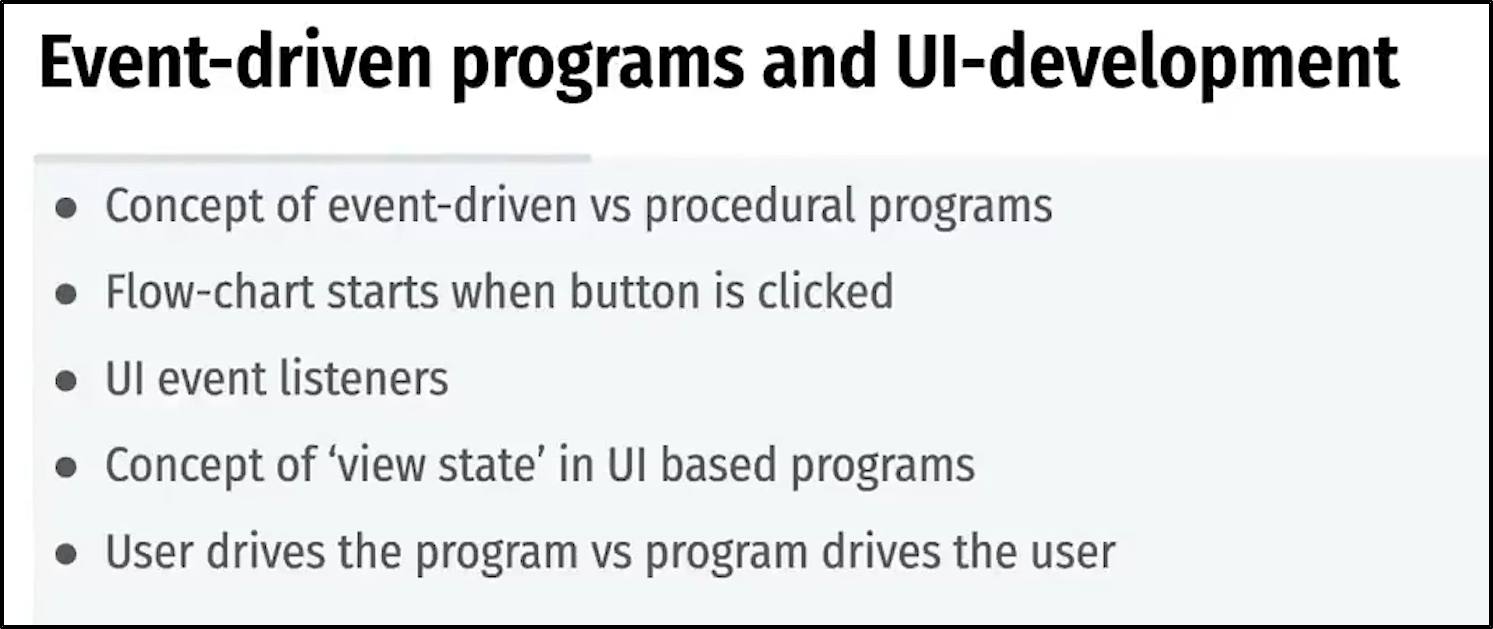 Event-driven programs and UI-development
● Concept of event-driven vs procedural programs
● Flow-chart starts when button is clicked
● UI event listeners
● Concept of ‘view state’ in UI based programs
● User drives the program vs program drives the user